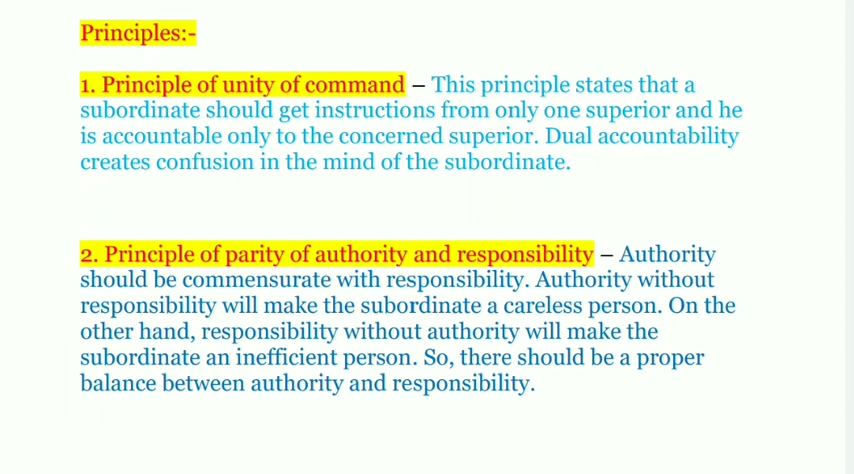 Principles:-
1. Principle of unity of command – This principle states that a
subordinate should get instructions from only one superior and he
is accountable only to the concerned superior. Dual accountability
creates confusion in the mind of the subordinate.
2. Principle of parity of authority and responsibility – Authority
should be commensurate with responsibility. Authority without
responsibility will make the subordinate a careless person. On the
other hand, responsibility without authority will make the
subordinate an inefficient person. So, there should be a proper
balance between authority and responsibility.